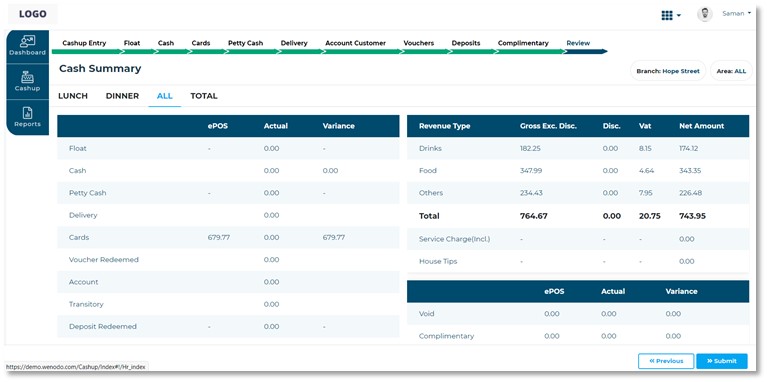 LOGO
Saman
Dashboard
Cashup
Reports
Cashup Entry Float Cash Cards Petty Cash Delivery Account Customer Vouchers Deposits Complimentary Review
Cash Summary
Branch: Hope Street Area: ALL
LUNCH DINNER ALL TOTAL
ePOS Actual Variance
Float - 0.00 -
Cash - 0.00 0.00
Petty Cash - 0.00 -
Delivery 0.00
Cards 679.77 0.00 679.77
Voucher Redeemed 0.00
Account 0.00
Transitory 0.00
Deposit Redeemed - 0.00 -
Revenue Type Gross Exc. Disc. Disc. Vat Net Amount
Drinks 182.25 0.00 8.15 174.12
Food 347.99 0.00 4.64 343.35
Others 234.43 0.00 7.95 226.48
Total 764.67 0.00 20.75 743.95
Service Charge(Incl.) - - - 0.00
House Tips - - - 0.00
ePOS Actual Variance
Void 0.00 0.00 0.00
Complimentary 0.00 0.00 0.00
« Previous » Submit
https://demo.wenodo.com/Cashup/Index#!/Hr_index